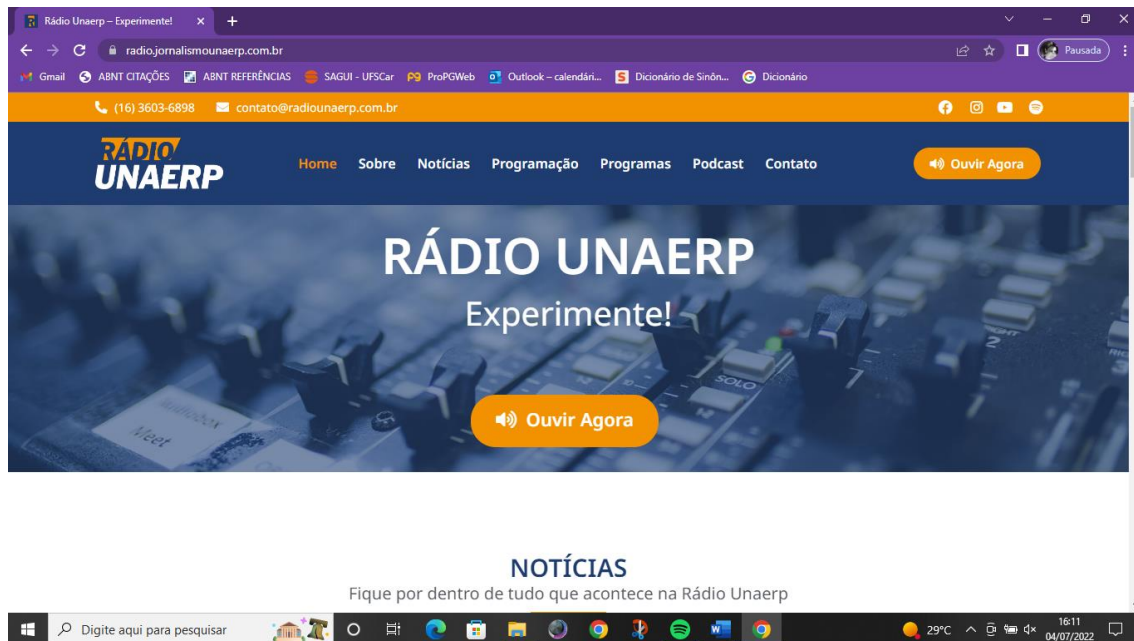 Rádio Unaerp – Experimente!
radio.jornalismounaerp.com.br
Pausada
Gmail ABNT CITAÇÕES ABNT REFERÊNCIAS SAGUI - UFSCar ProPGWeb Outlook – calendári... Dicionário de Sinôn... Dicionário
(16) 3603-6898 contato@radiounaerp.com.br
RÁDIO
UNAERP
Home Sobre Notícias Programação Programas Podcast Contato
Ouvir Agora
RÁDIO UNAERP
Experimente!
Ouvir Agora
SOLO
2
Meet
NOTÍCIAS
Fique por dentro de tudo que acontece na Rádio Unaerp
Digite aqui para pesquisar
29°C
16:11
04/07/2022